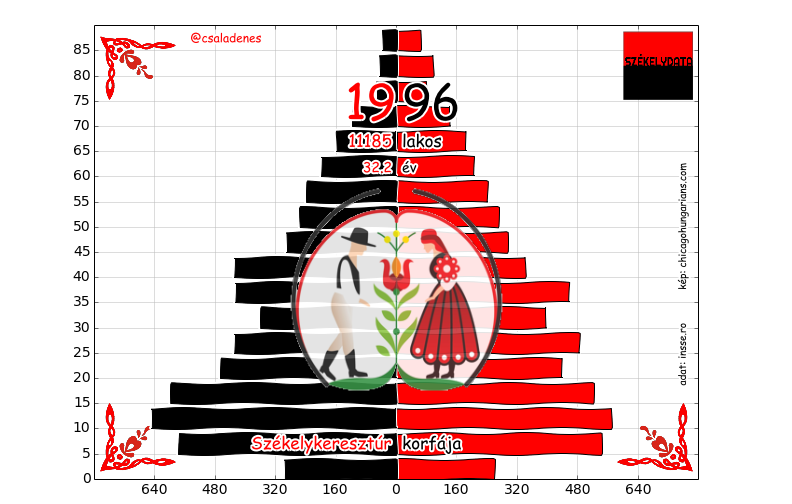 @csaladenes
SZÉKELYDATA
1996
11185 lakos
32.2 év
kép: chicagohungarians.com
adat: insse.ro
Székelykeresztúr korfája
85
80
75
70
65
60
55
50
45
40
35
30
25
20
15
10
5
0
640 480 320 160 0 160 320 480 640